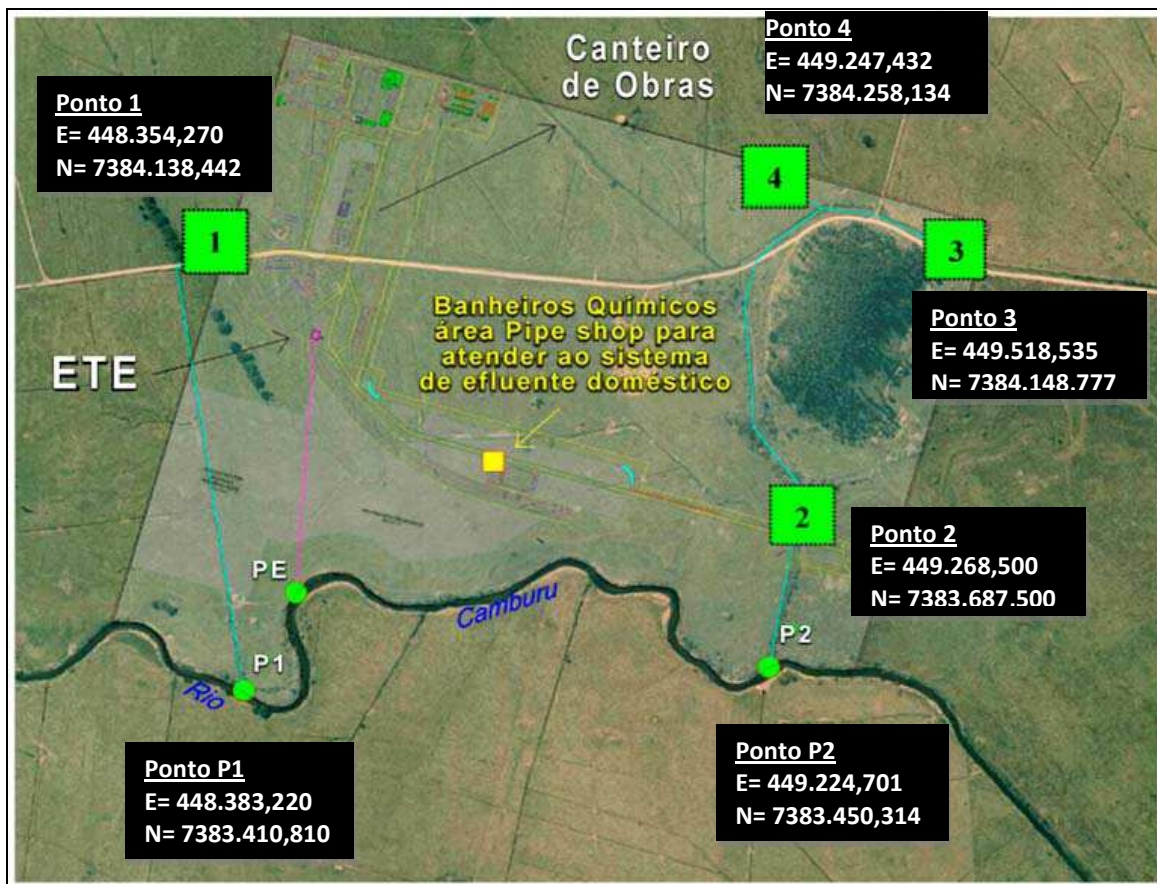 Ponto 4
E= 449.247,432
N= 7384.258,134
Canteiro
de Obras
Ponto 1
E= 448.354,270
N= 7384.138,442
4
1
3
Banheiros Químicos
área Pipe shop para
atender ao sistema
de efluente doméstico
ETE
Ponto 3
E= 449.518,535
N= 7384.148.777
2
Ponto 2
E= 449.268,500
N= 7383.687.500
PE
Camburu
P2
P1
Rio
Ponto P1
E= 448.383,220
N= 7383.410,810
Ponto P2
E= 449.224,701
N= 7383.450,314